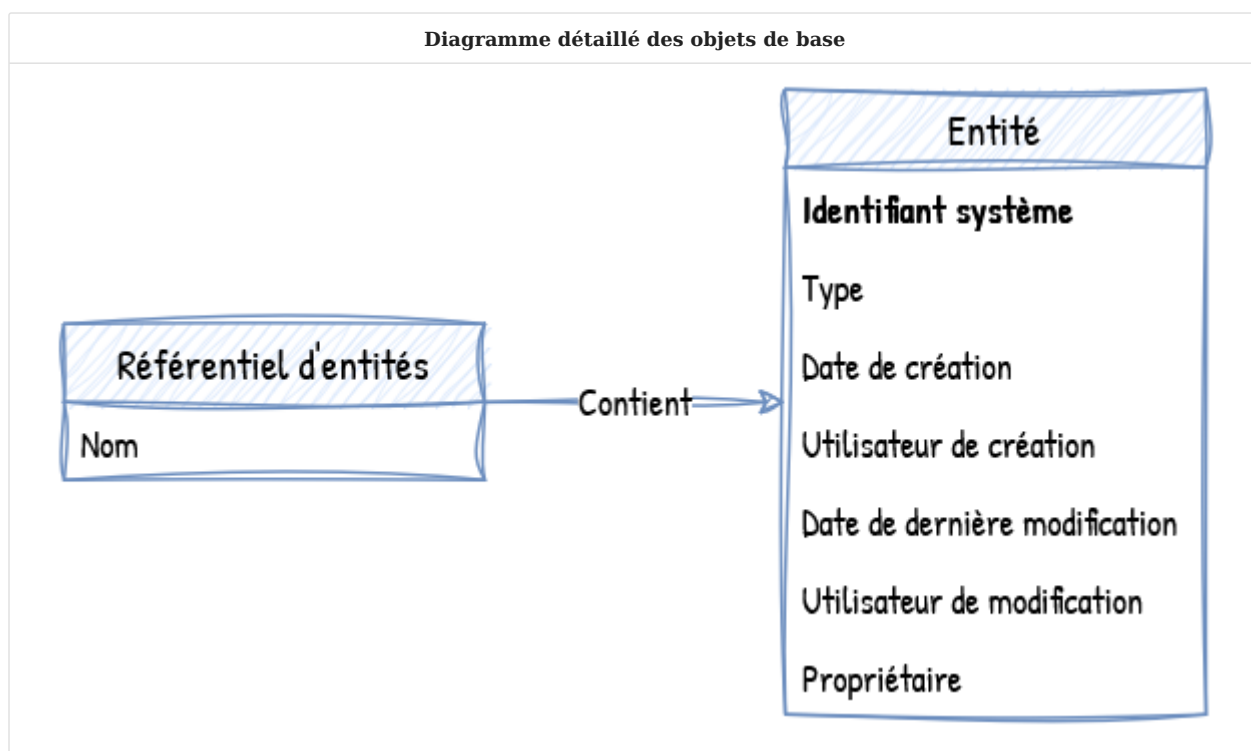 Diagramme détaillé des objets de base
Référentiel d'entités
Nom
Contient
Entité
Identifiant système
Type
Date de création
Utilisateur de création
Date de dernière modification
Utilisateur de modification
Propriétaire